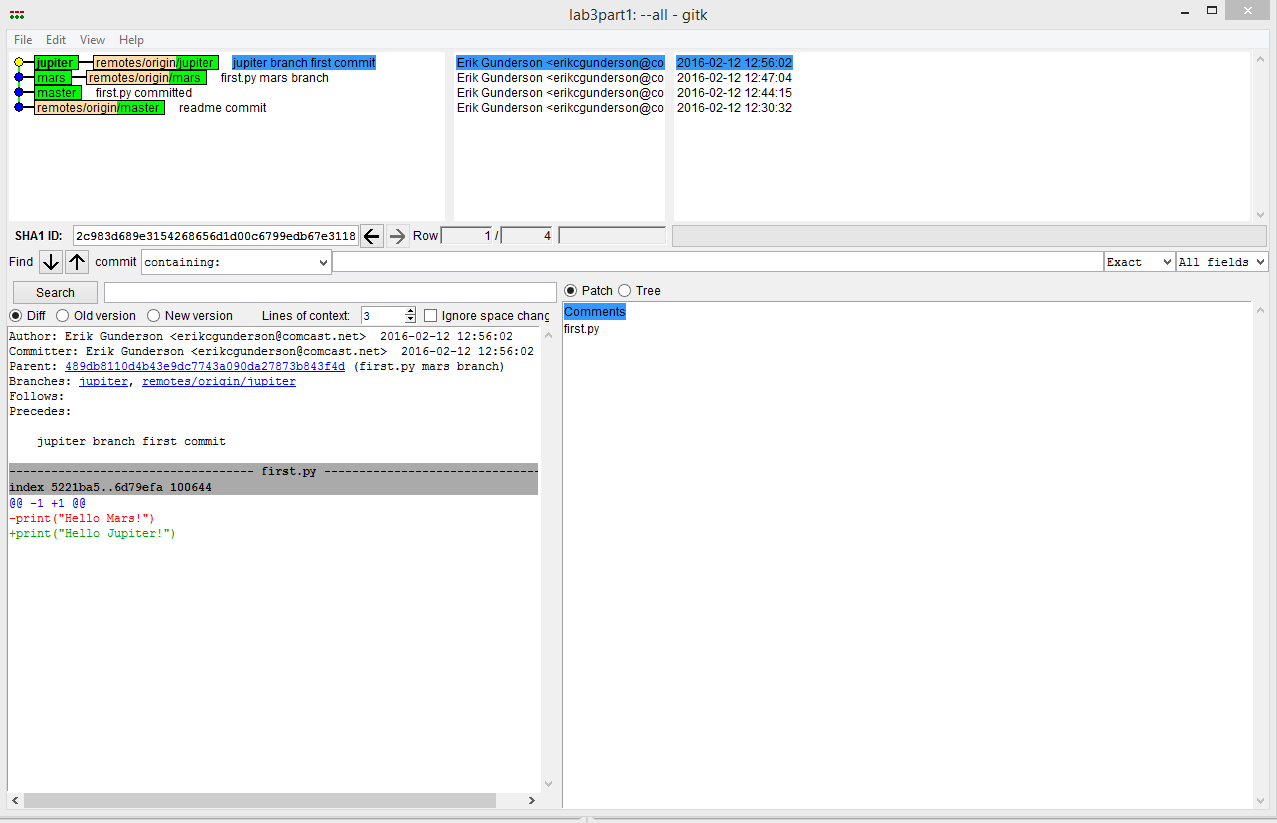 lab3part1: --all - gitk
File Edit View Help
jupiter remotes/origin/jupiter jupiter branch first commit Erik Gunderson <erikcgunderson@co 2016-02-12 12:56:02
mars remotes/origin/mars first.py mars branch Erik Gunderson <erikcgunderson@co 2016-02-12 12:47:04
master first.py committed Erik Gunderson <erikcgunderson@co 2016-02-12 12:44:15
remotes/origin/master readme commit Erik Gunderson <erikcgunderson@co 2016-02-12 12:30:32
SHA1 ID: 2c983d689e3154268656d1d00c6799edb67e3118 Row 1 / 4
Find commit containing: Exact All fields
Search
Patch Tree
Diff Old version New version Lines of context: 3 Ignore space chang
Comments
first.py
Author: Erik Gunderson <erikcgunderson@comcast.net> 2016-02-12 12:56:02
Committer: Erik Gunderson <erikcgunderson@comcast.net> 2016-02-12 12:56:02
Parent: 489db8110d4b43e9dc7743a090da27873b843f4d (first.py mars branch)
Branches: jupiter, remotes/origin/jupiter
Follows:
Precedes:
jupiter branch first commit
----------------------------------- first.py -------------------------------
index 5221ba5..6d79efa 100644
@@ -1 +1 @@
-print("Hello Mars!")
+print("Hello Jupiter!")